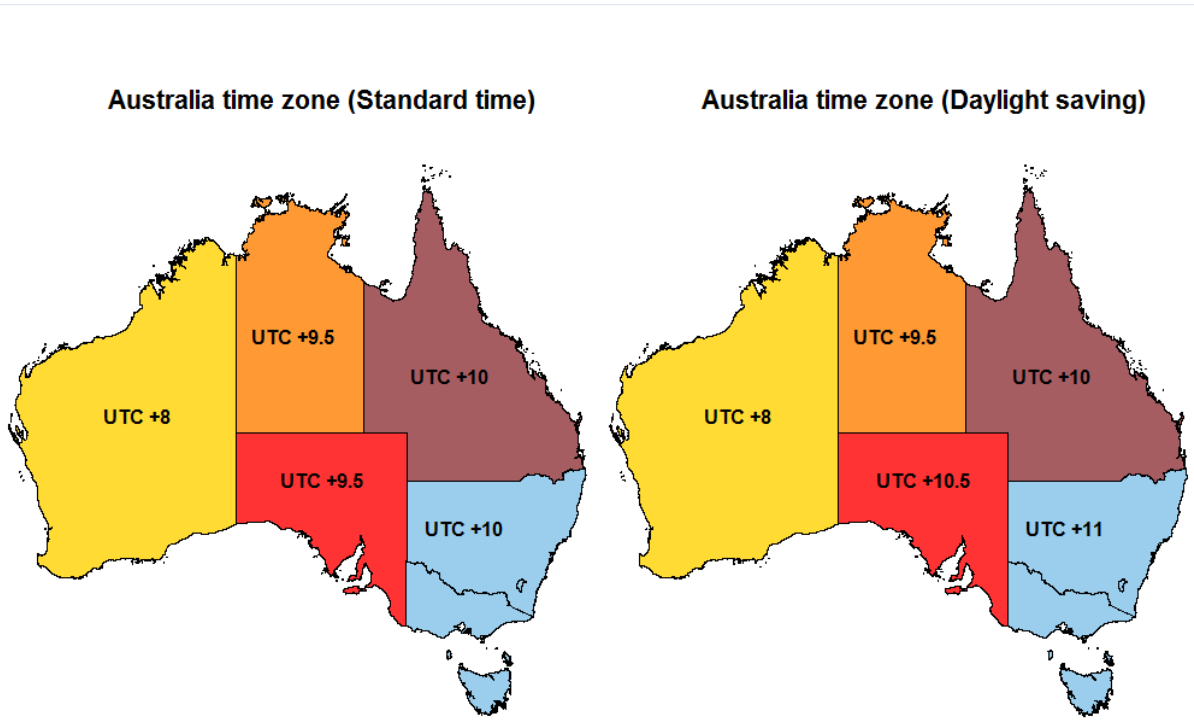 Australia time zone (Standard time)
UTC +9.5
UTC +10
UTC +8
UTC +9.5
UTC +10
Australia time zone (Daylight saving)
UTC +9.5
UTC +10
UTC +8
UTC +10.5
UTC +11